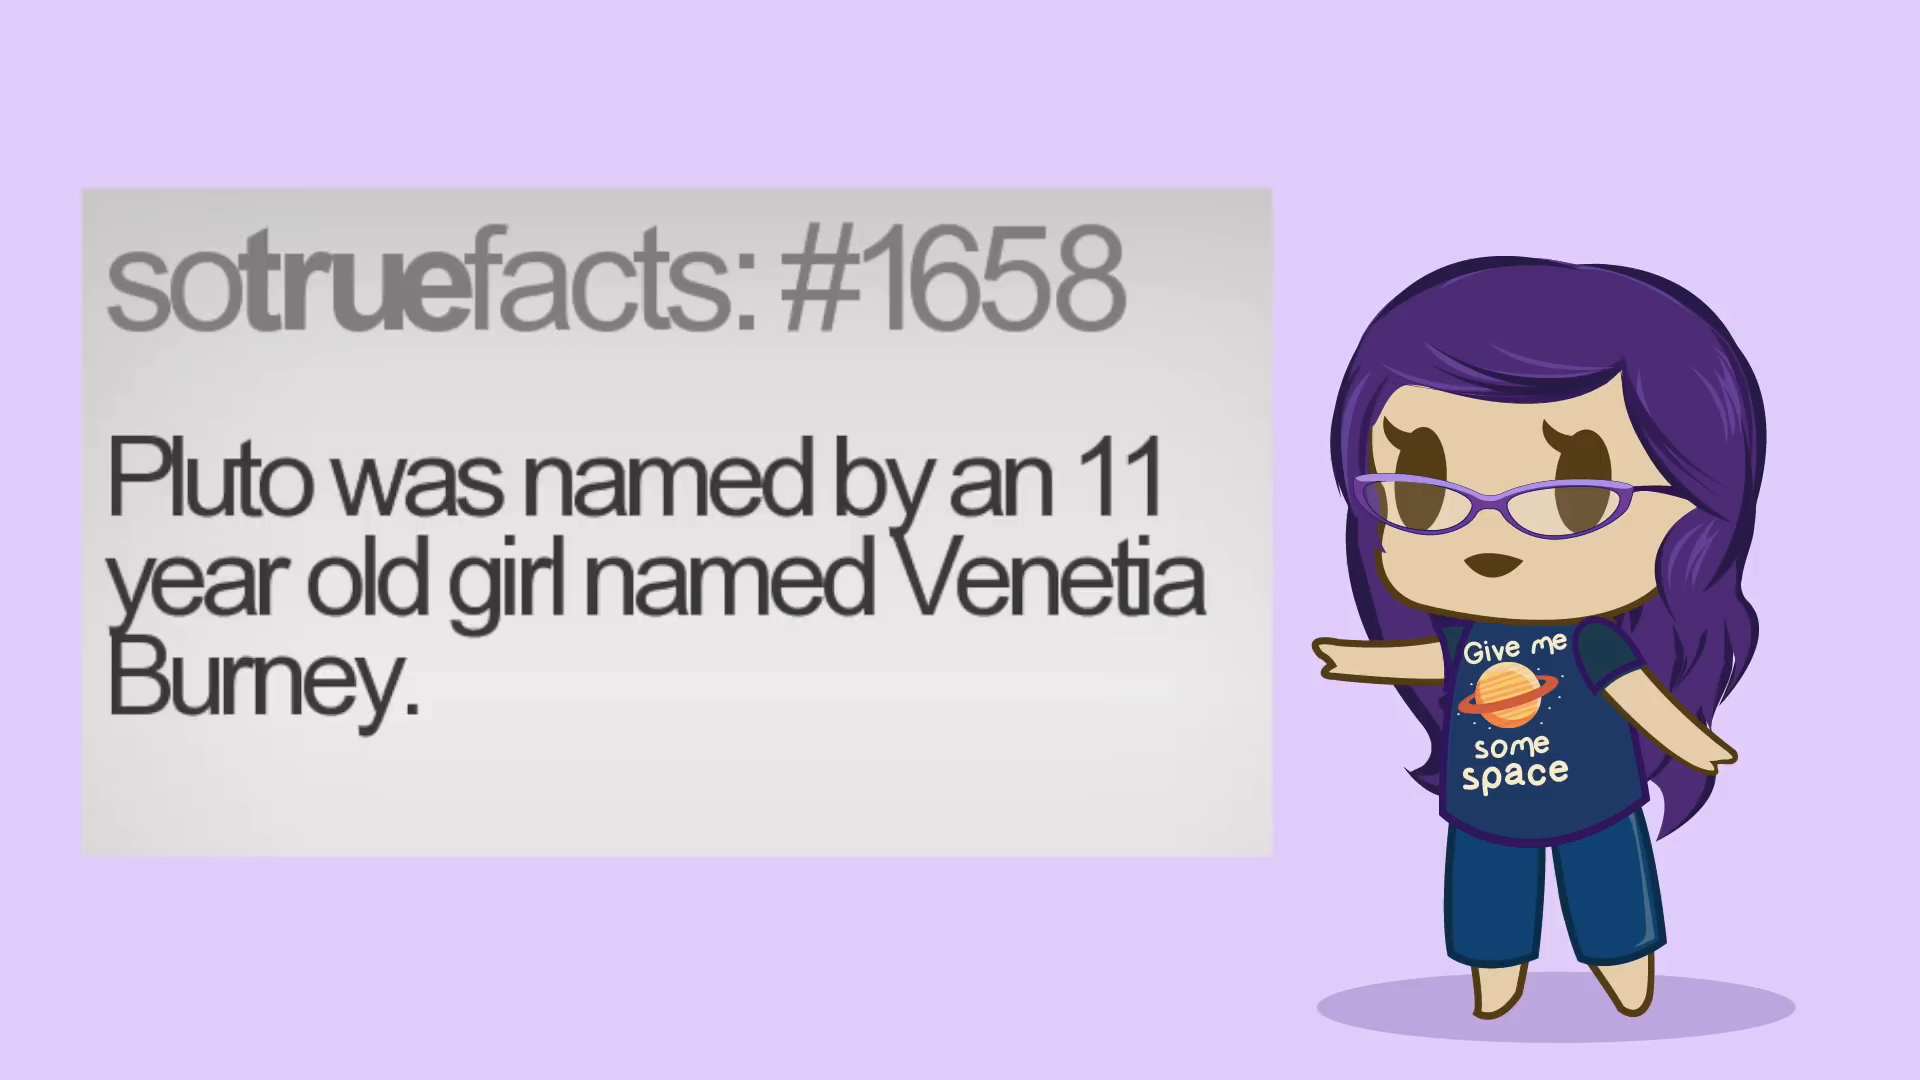 sotruefacts: #1658
Pluto was named by an 11
year old girl named Venetia
Burney.
Give me
some
space